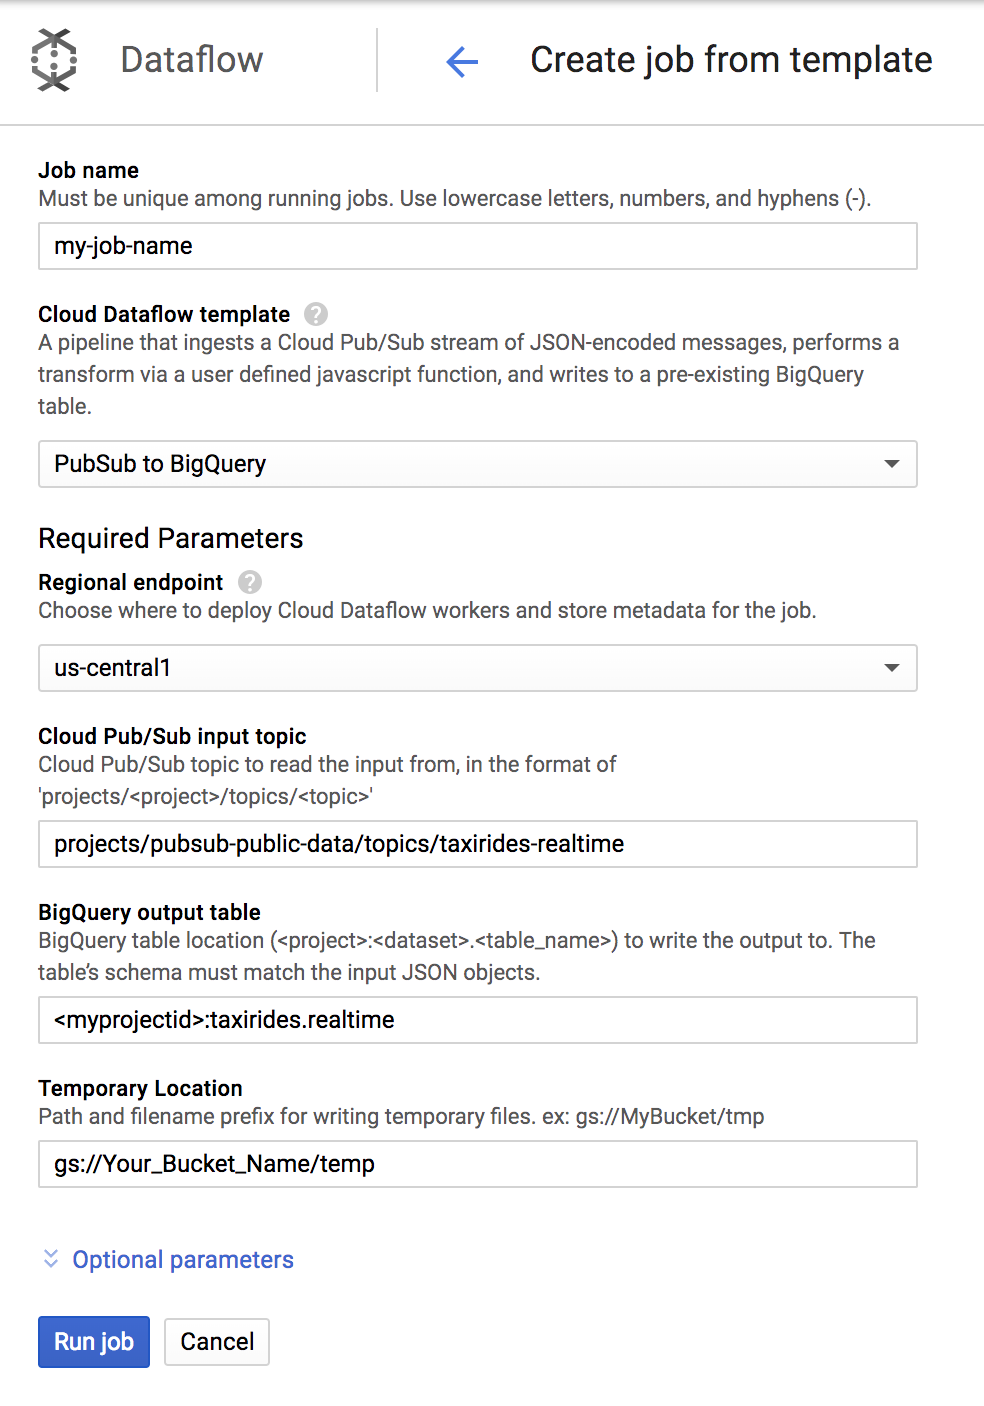 Dataflow
Create job from template
Job name
Must be unique among running jobs. Use lowercase letters, numbers, and hyphens (-).
my-job-name
Cloud Dataflow template ?
A pipeline that ingests a Cloud Pub/Sub stream of JSON-encoded messages, performs a
transform via a user defined javascript function, and writes to a pre-existing BigQuery
table.
PubSub to BigQuery
Required Parameters
Regional endpoint ?
Choose where to deploy Cloud Dataflow workers and store metadata for the job.
us-central1
Cloud Pub/Sub input topic
Cloud Pub/Sub topic to read the input from, in the format of
'projects/<project>/topics/<topic>'
projects/pubsub-public-data/topics/taxirides-realtime
BigQuery output table
BigQuery table location (<project>:<dataset>.<table_name>) to write the output to. The
table’s schema must match the input JSON objects.
<myprojectid>:taxirides.realtime
Temporary Location
Path and filename prefix for writing temporary files. ex: gs://MyBucket/tmp
gs://Your_Bucket_Name/temp
Optional parameters
Run job
Cancel